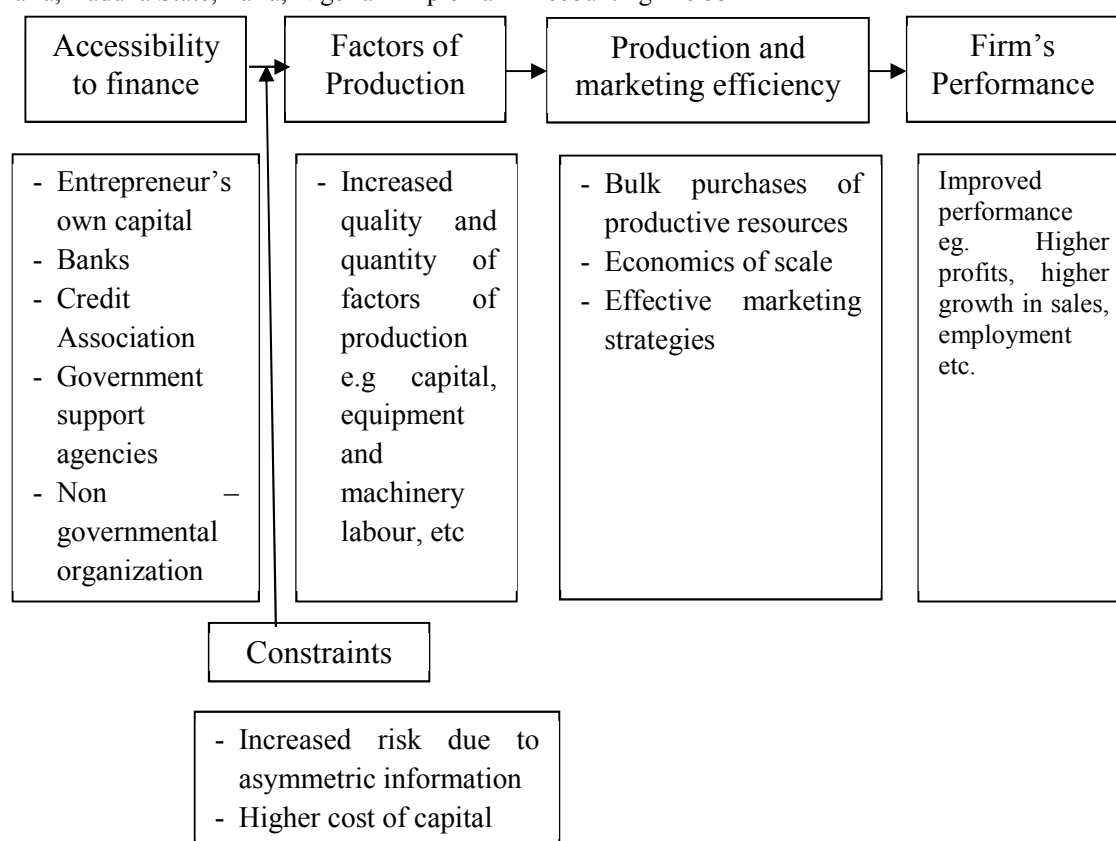 Accessibility
to finance
Factors of
Production
Production and
marketing efficiency
Firm’s
Performance
- Entrepreneur’s
own capital
- Banks
- Credit
Association
- Government
support
agencies
- Non –
governmental
organization
- Increased
quality and
quantity of
factors of
production
e.g capital,
equipment
and
machinery
labour, etc
- Bulk purchases of
productive resources
- Economics of scale
- Effective marketing
strategies
Improved
performance
eg. Higher
profits, higher
growth in sales,
employment
etc.
Constraints
- Increased risk due to
asymmetric information
- Higher cost of capital